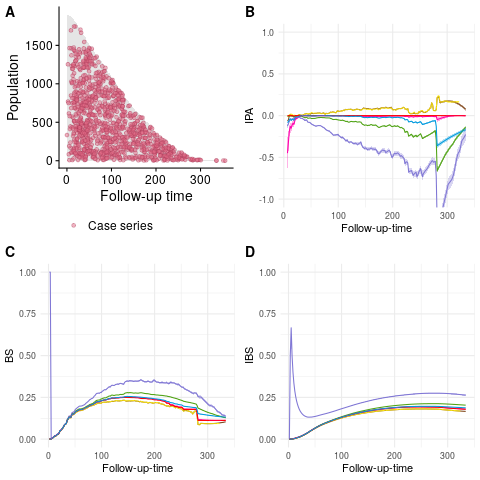 A
Population
1500
1000
500
0
0 100 200 300
Follow-up time
Case series
B
IPA
1.0
0.5
0.0
-0.5
-1.0
0 100 200 300
Follow-up-time
C
BS
1.00
0.75
0.50
0.25
0.00
0 100 200 300
Follow-up-time
D
IBS
1.00
0.75
0.50
0.25
0.00
0 100 200 300
Follow-up-time